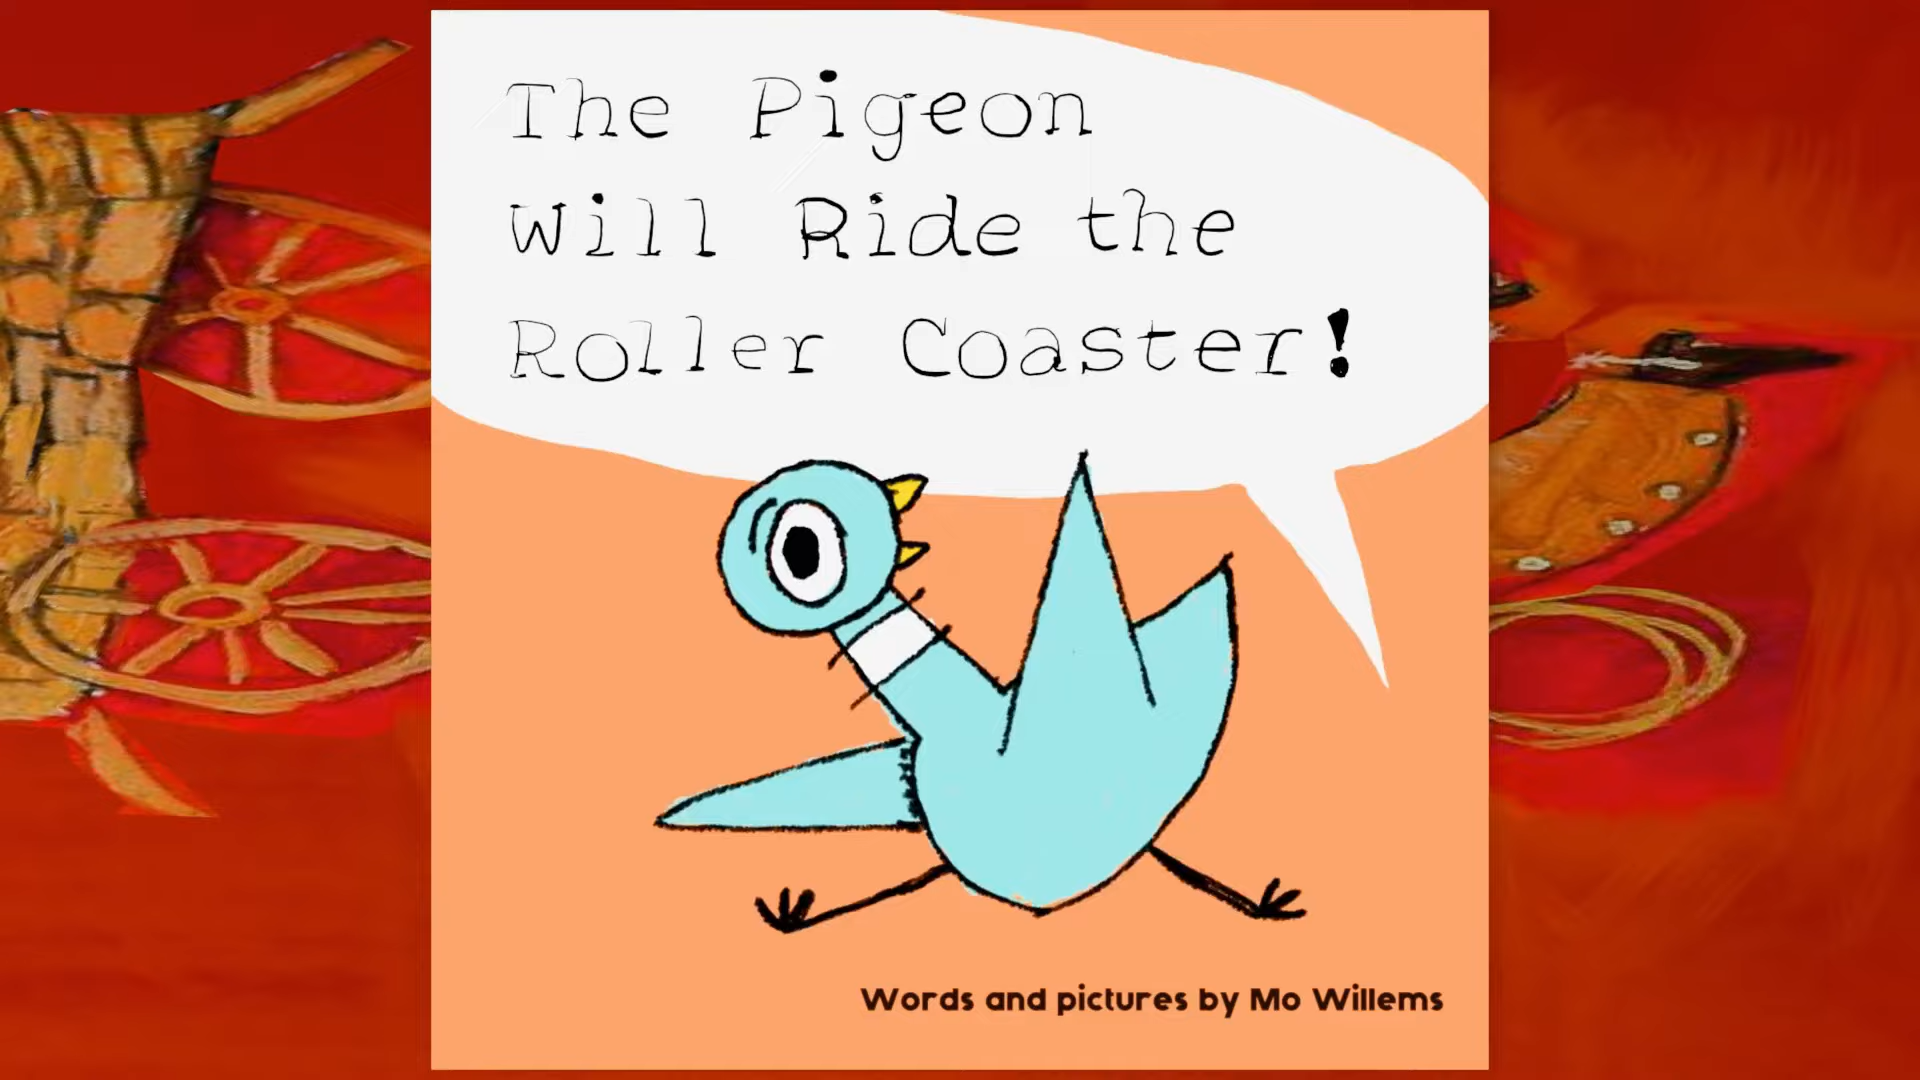 The Pigeon
Will Ride the
Roller Coaster!
Words and pictures by Mo Willems